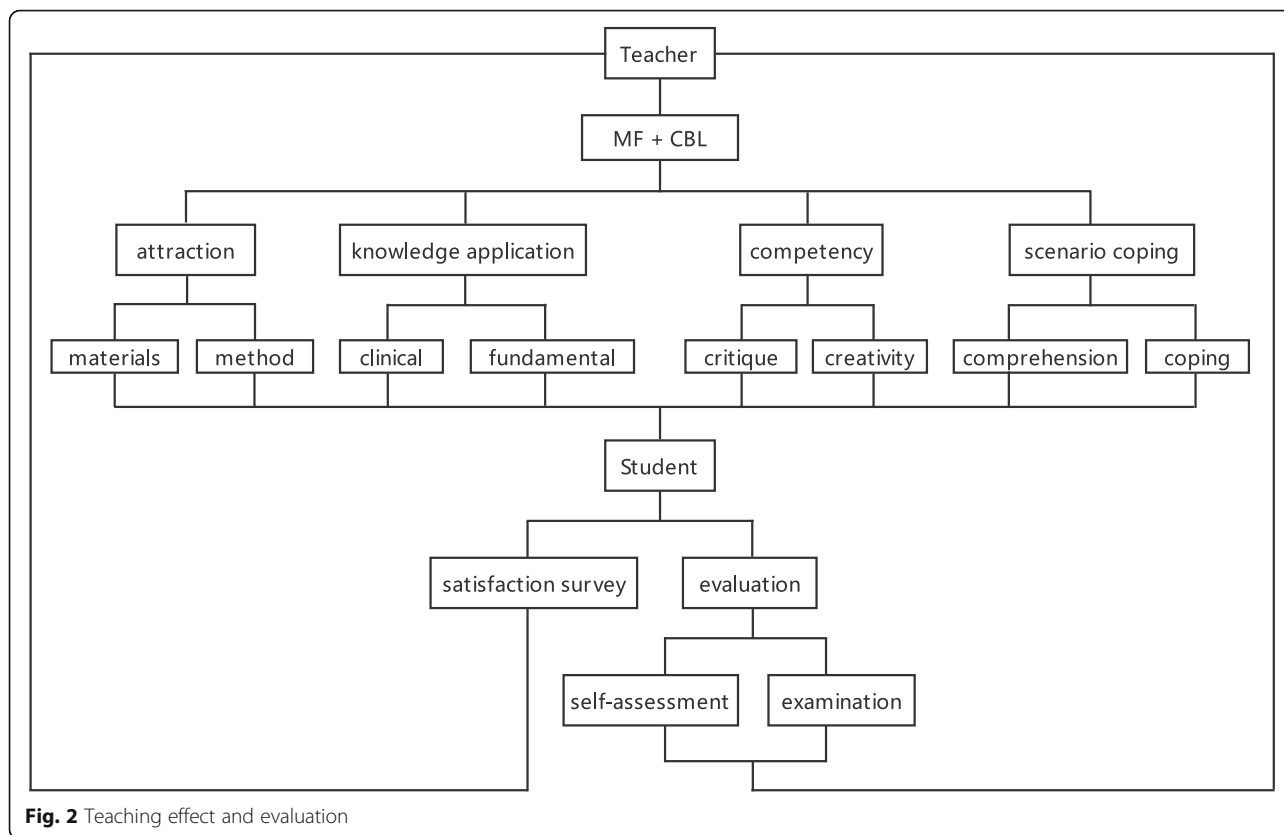 Teacher
MF + CBL
attraction
knowledge application
competency
scenario coping
materials
method
clinical
fundamental
critique
creativity
comprehension
coping
Student
satisfaction survey
evaluation
self-assessment
examination
Fig. 2 Teaching effect and evaluation